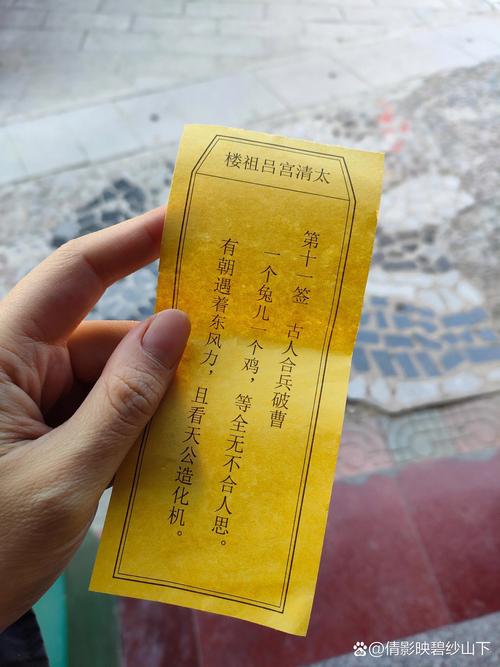 楼祖吕宫清太
第十一签 古人合兵破曹
一个兔儿一个鸡，等全无不合人思。
有朝遇着东风力，且看天公造化机。
@倩影映碧纱山下